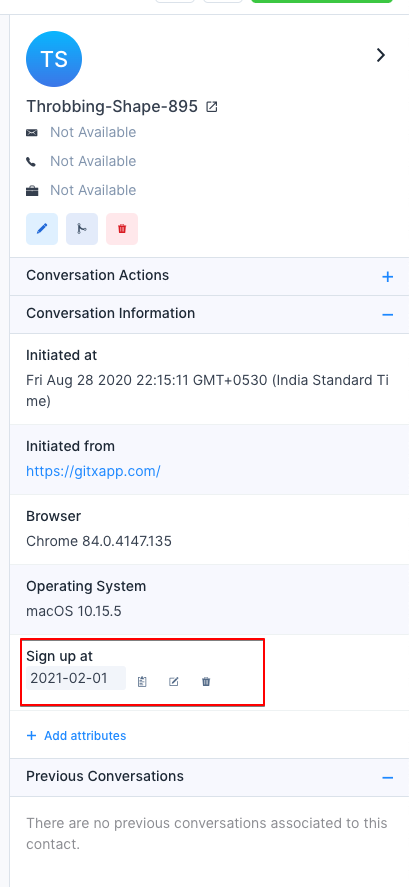 TS
Throbbing-Shape-895
Not Available
Not Available
Not Available
Conversation Actions
Conversation Information
Initiated at
Fri Aug 28 2020 22:15:11 GMT+0530 (India Standard Ti
me)
Initiated from
https://gitxapp.com/
Browser
Chrome 84.0.4147.135
Operating System
macOS 10.15.5
Sign up at
2021-02-01
+ Add attributes
Previous Conversations
There are no previous conversations associated to this
contact.